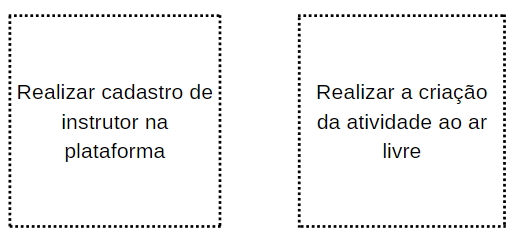 Realizar cadastro de
instrutor na
plataforma
Realizar a criação
da atividade ao ar
livre